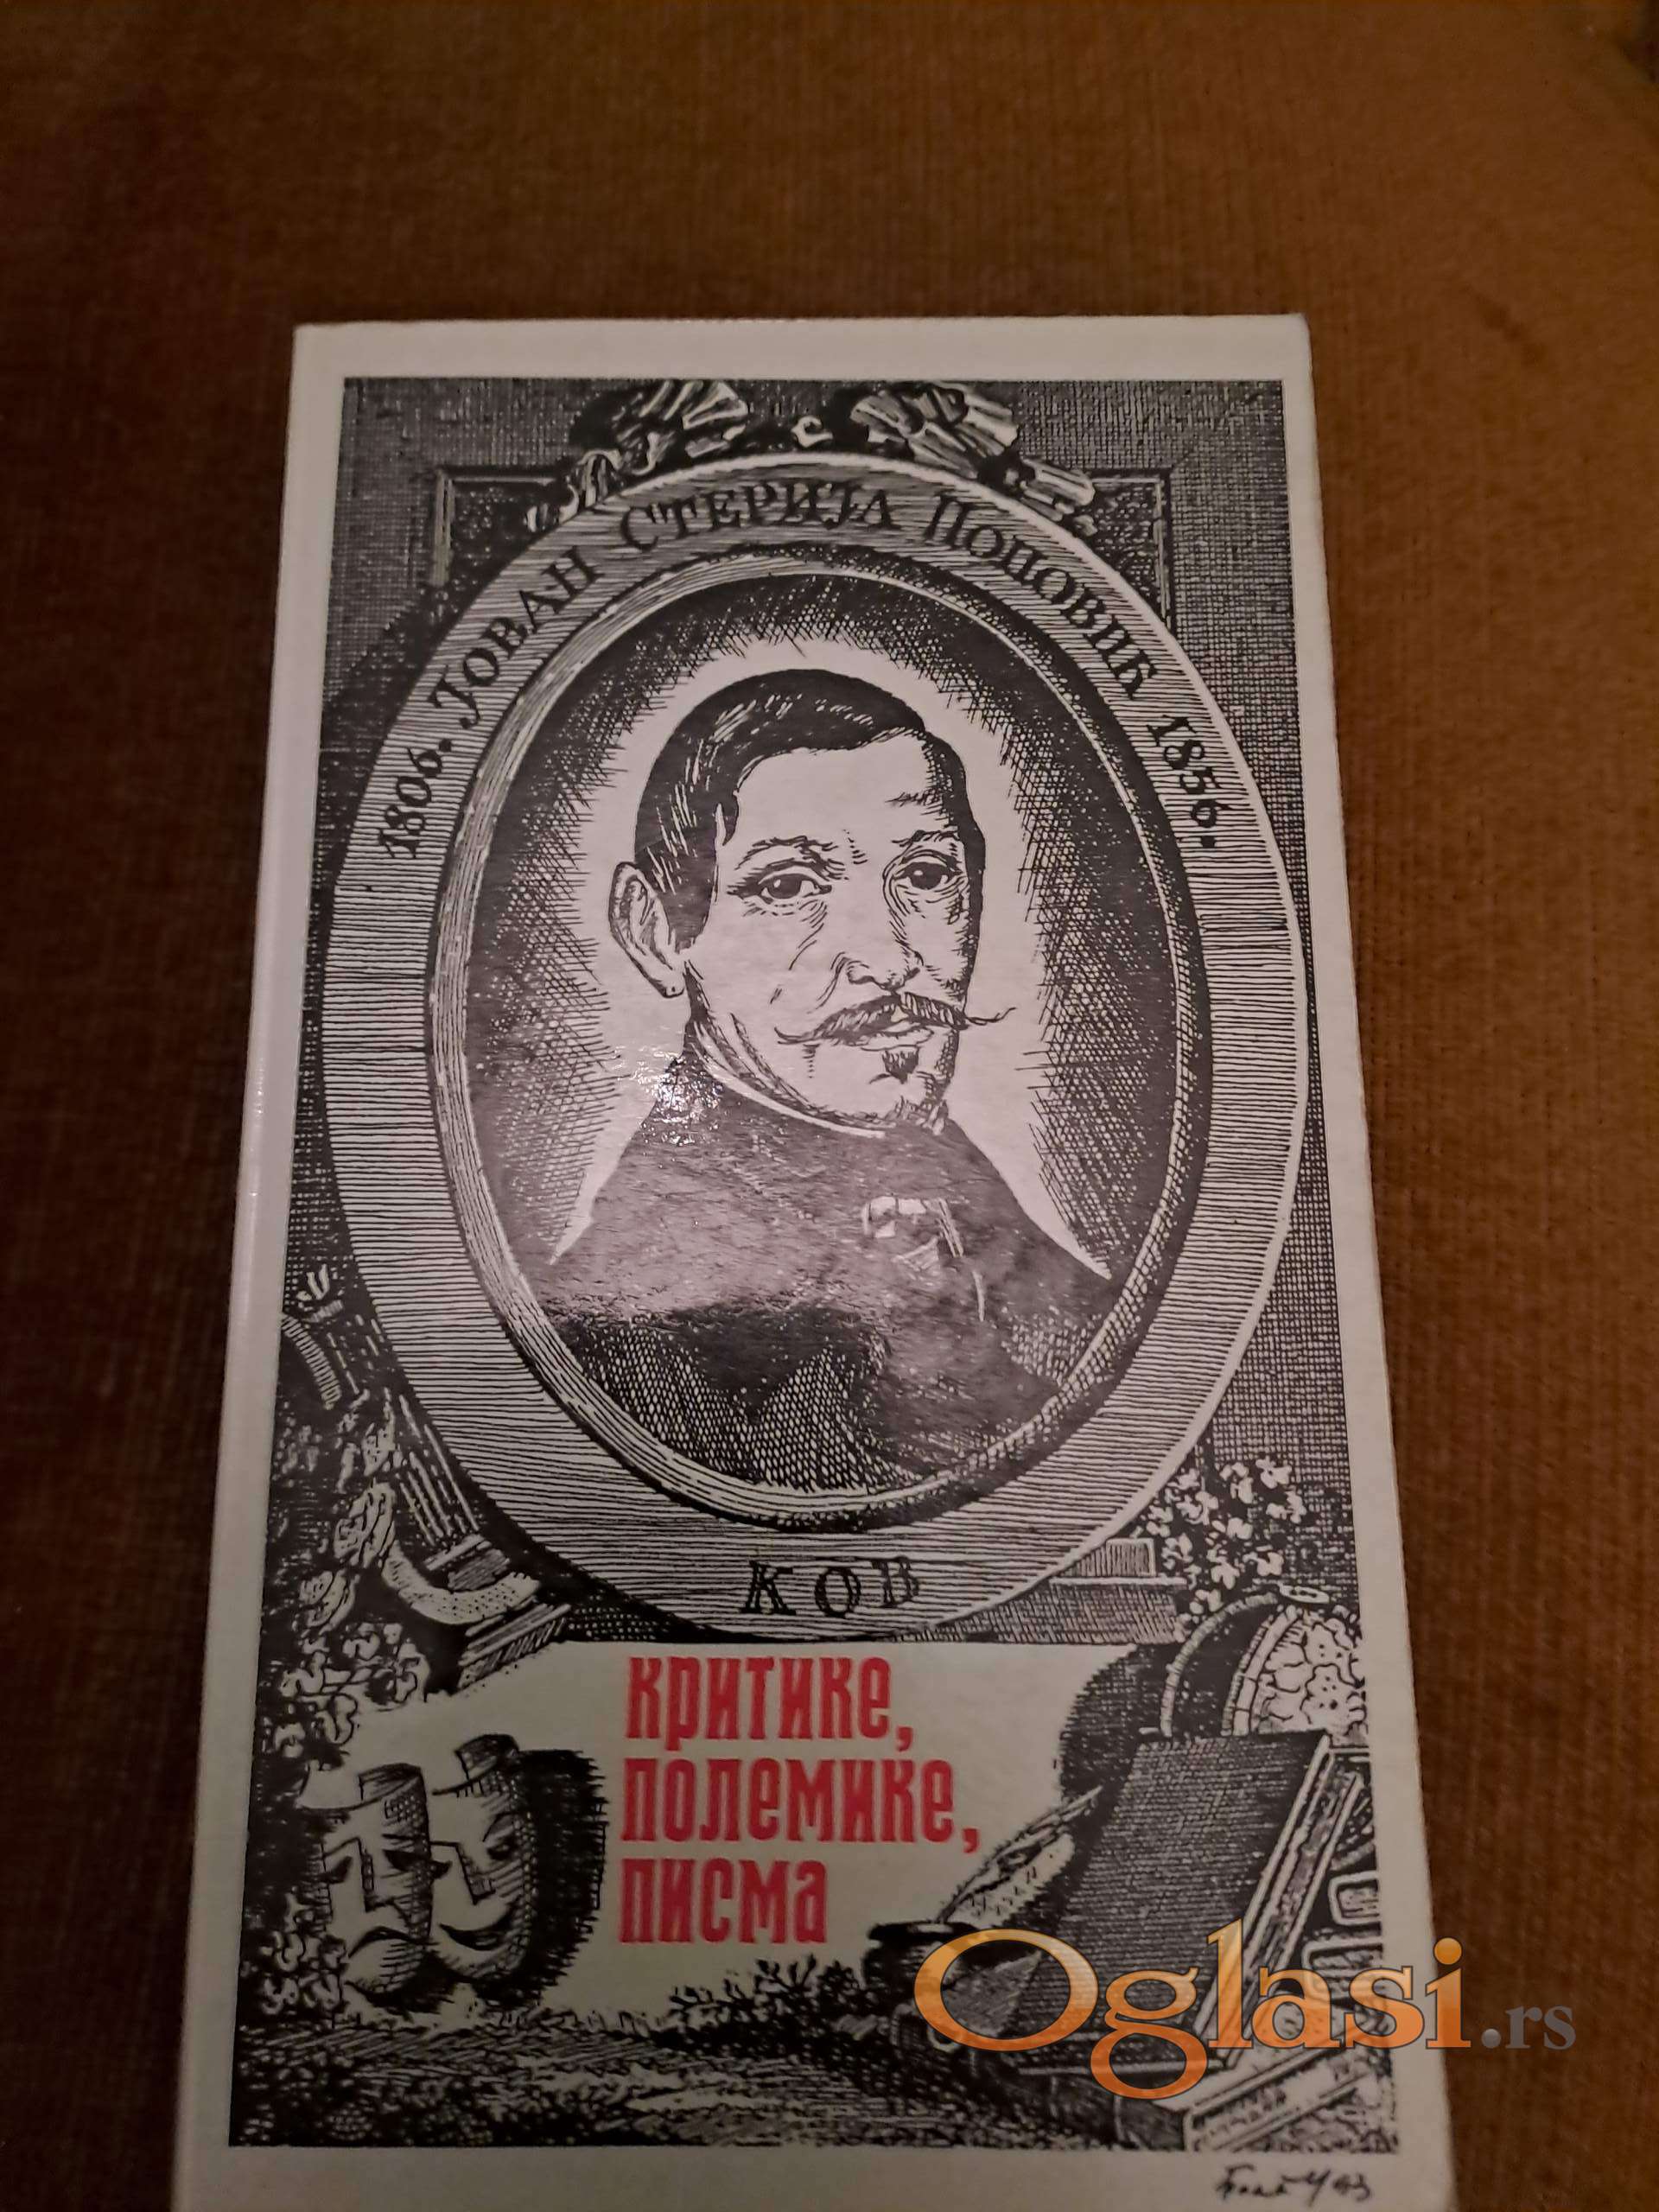 1806. ЈОВАН СТЕРИЈА ПОПОВИЋ 1856.
КОВ
критике,
полемике,
писма
Oglasi.rs